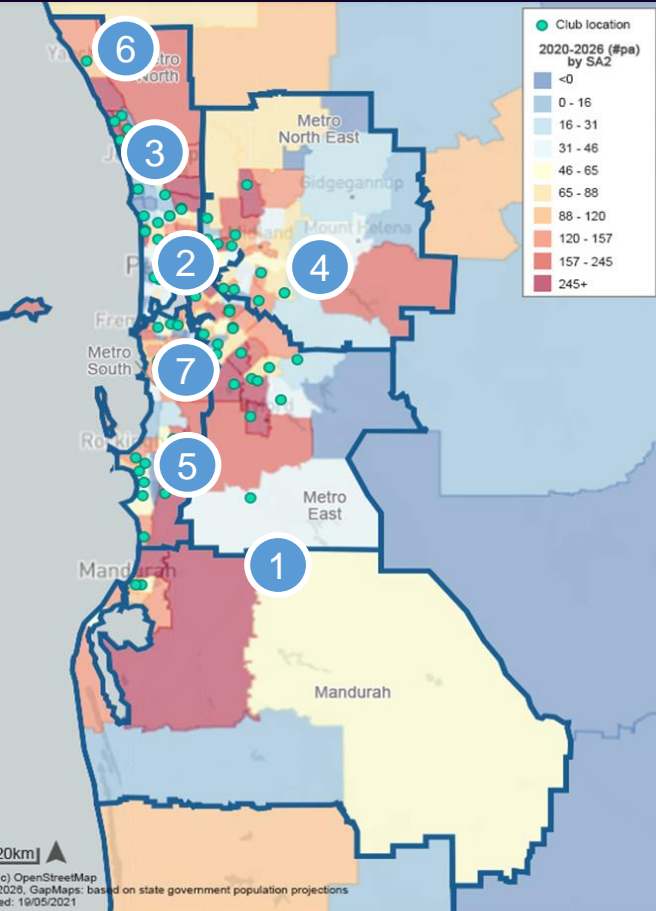 Club location
2020-2026 (#pa)
by SA2
<0
0 - 16
16 - 31
31 - 46
46 - 65
65 - 88
88 - 120
120 - 157
157 - 245
245+
6
North
Metro
North East
3
Gidgegannup
Mount Helena
2
4
Metro
South
7
5
Metro
East
1
Mandurah
Mandurah
20km
(c) OpenStreetMap
2026, GapMaps: based on state government population projections
ed: 19/05/2021